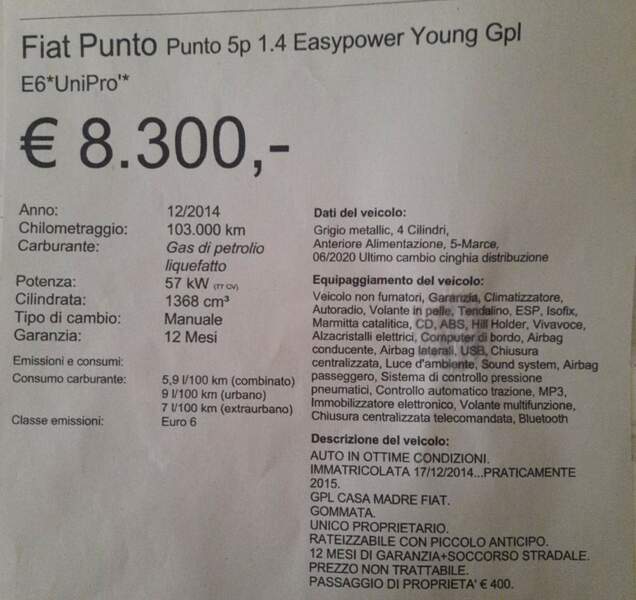 Fiat Punto Punto 5p 1.4 Easypower Young Gpl
E6*UniPro'*
€ 8.300,-
Anno: 12/2014
Chilometraggio: 103.000 km
Carburante: Gas di petrolio
liquefatto
Potenza: 57 kW (77 CV)
Cilindrata: 1368 cm³
Tipo di cambio: Manuale
Garanzia: 12 Mesi
Emissioni e consumi:
Consumo carburante: 5,9 l/100 km (combinato)
9 l/100 km (urbano)
7 l/100 km (extraurbano)
Classe emissioni: Euro 6
Dati del veicolo:
Grigio metallic, 4 Cilindri,
Anteriore Alimentazione, 5-Marce,
06/2020 Ultimo cambio cinghia distribuzione
Equipaggiamento del veicolo:
Veicolo non fumatori, Garanzia, Climatizzatore,
Autoradio, Volante in pelle, Tendalino, ESP, Isofix,
Marmitta catalitica, CD, ABS, Hill Holder, Vivavoce,
Alzacristalli elettrici, Computer di bordo, Airbag
conducente, Airbag laterali, USB, Chiusura
centralizzata, Luce d'ambiente, Sound system, Airbag
passeggero, Sistema di controllo pressione
pneumatici, Controllo automatico trazione, MP3,
Immobilizzatore elettronico, Volante multifunzione,
Chiusura centralizzata telecomandata, Bluetooth
Descrizione del veicolo:
AUTO IN OTTIME CONDIZIONI.
IMMATRICOLATA 17/12/2014...PRATICAMENTE
2015.
GPL CASA MADRE FIAT.
GOMMATA.
UNICO PROPRIETARIO.
RATEIZZABILE CON PICCOLO ANTICIPO.
12 MESI DI GARANZIA+SOCCORSO STRADALE.
PREZZO NON TRATTABILE.
PASSAGGIO DI PROPRIETA' € 400.